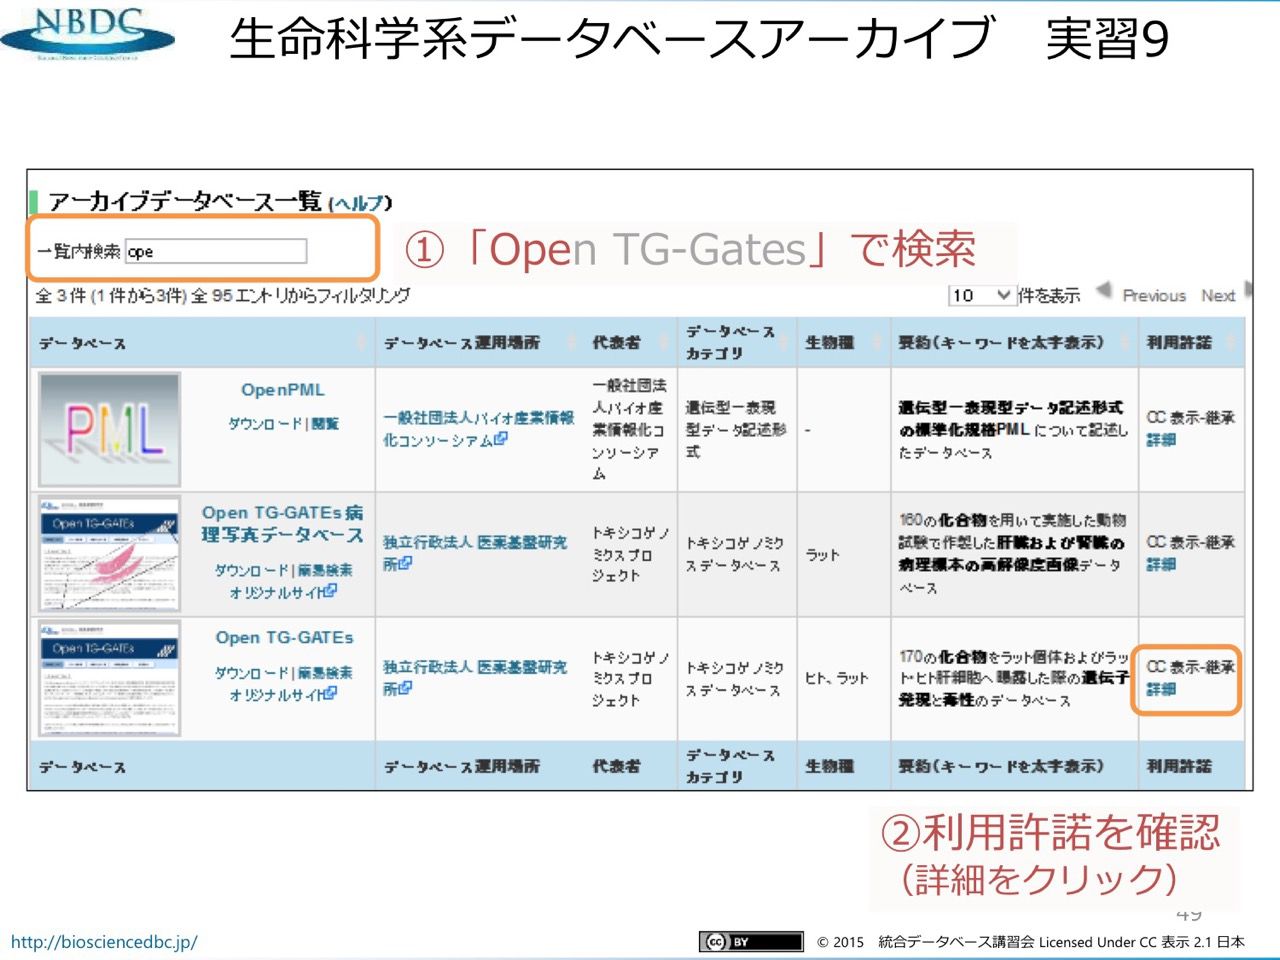 NBDC
生命科学系データベースアーカイブ　実習9
アーカイブデータベース一覧 (ヘルプ)
一覧内検索 ope
①「Open TG-Gates」で検索
全 3 件 (1 件から3件) 全 95 エントリからフィルタリング
10 件を表示 Previous Next
データベース データベース運用場所 代表者 データベースカテゴリ 生物種 要約(キーワードを太字表示) 利用許諾
PML
OpenPML
ダウンロード | 閲覧
一般社団法人バイオ産業情報
化コンソーシアム
一般社団法
人バイオ産
業情報化コ
ンソーシア
ム
遺伝型ー表現
型データ記述形
式
-
遺伝型ー表現型データ記述形式
の標準化規格PML について記述し
たデータベース
CC 表示-継承
詳細
Open TG-GATEs
Open TG-GATEs 病
理写真データベース
ダウンロード | 簡易検索
オリジナルサイト
独立行政法人 医薬基盤研究
所
トキシコゲノ
ミクスプロ
ジェクト
トキシコゲノミク
スデータベース
ラット
160の化合物を用いて実施した動物
試験で作製した肝臓および腎臓の
病理標本の高解像度画像データ
ベース
CC 表示-継承
詳細
Open TG-GATEs
Open TG-GATEs
ダウンロード | 簡易検索
オリジナルサイト
独立行政法人 医薬基盤研究
所
トキシコゲノ
ミクスプロ
ジェクト
トキシコゲノミク
スデータベース
ヒト、ラット
170の化合物をラット個体およびラッ
ト・ヒト肝細胞へ曝露した際の遺伝子
発現と毒性のデータベース
CC 表示-継承
詳細
データベース データベース運用場所 代表者 データベースカテゴリ 生物種 要約(キーワードを太字表示) 利用許諾
②利用許諾を確認
（詳細をクリック）
49
http://biosciencedbc.jp/
cc BY
© 2015　統合データベース講習会 Licensed Under CC 表示 2.1 日本